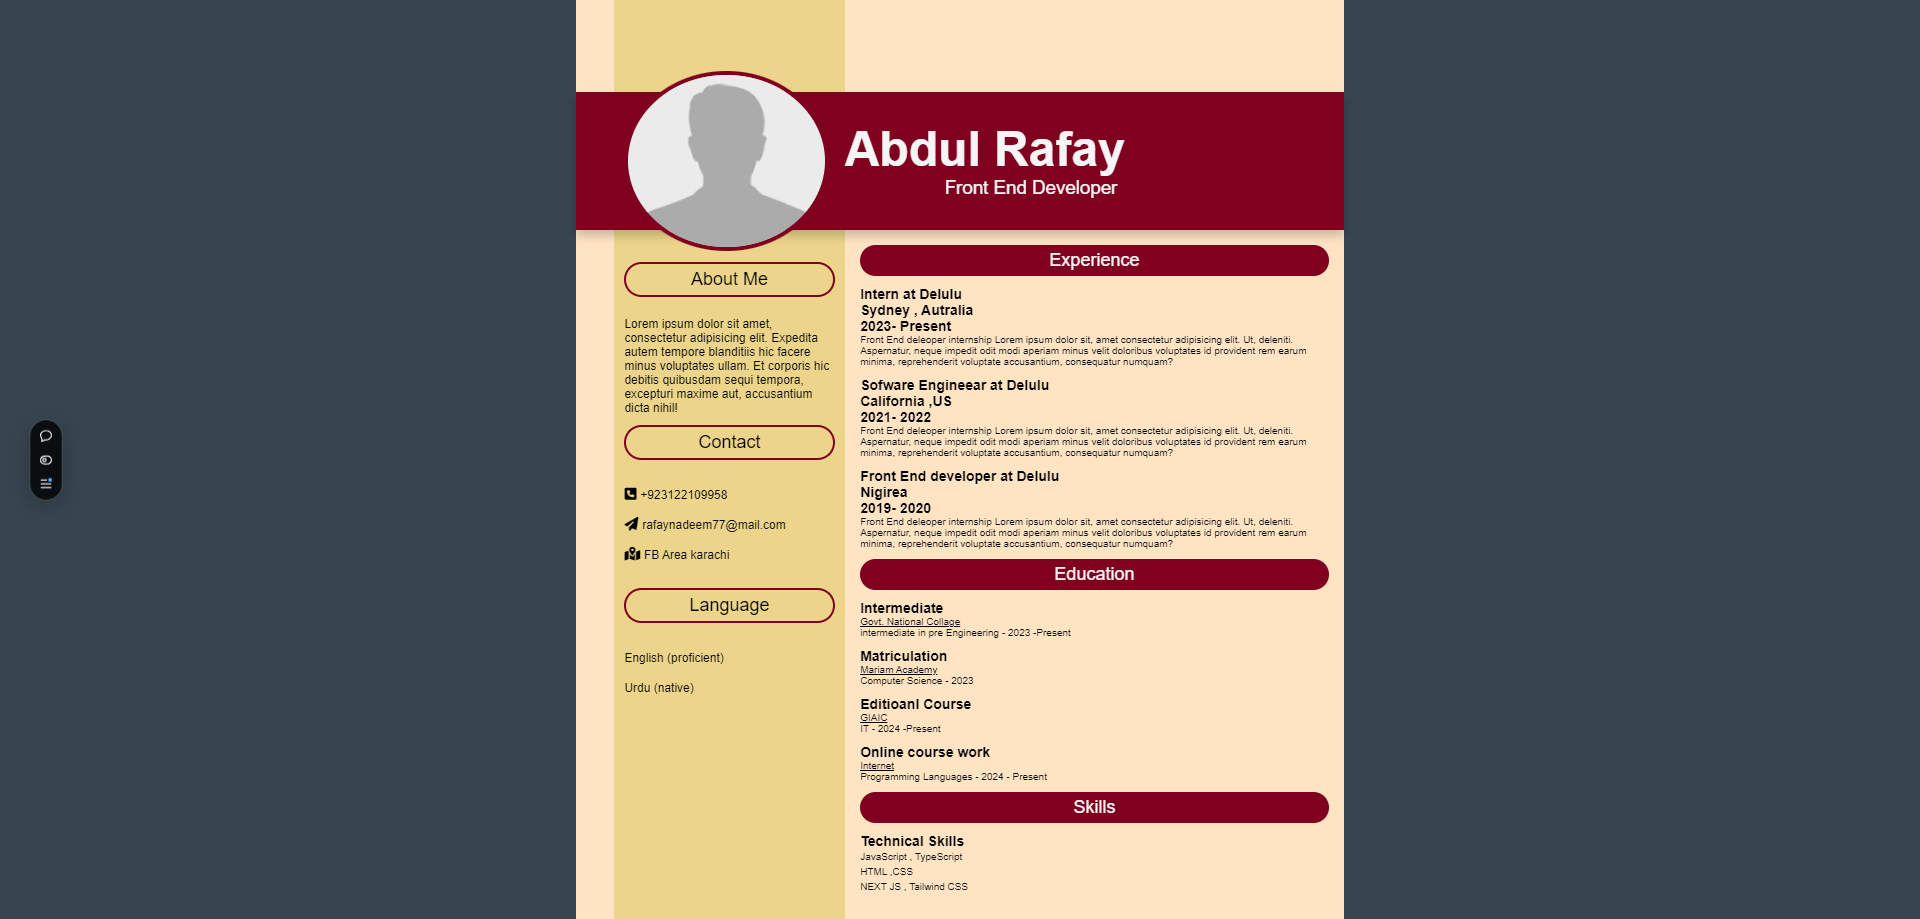 Abdul Rafay
Front End Developer
About Me
Lorem ipsum dolor sit amet,
consectetur adipisicing elit. Expedita
autem tempore blanditiis hic facere
minus voluptates ullam. Et corporis hic
debitis quibusdam sequi tempora,
excepturi maxime aut, accusantium
dicta nihil!
Contact
+923122109958
rafaynadeem77@mail.com
FB Area karachi
Language
English (proficient)
Urdu (native)
Experience
Intern at Delulu
Sydney , Autralia
2023- Present
Front End deleoper internship Lorem ipsum dolor sit, amet consectetur adipisicing elit. Ut, deleniti.
Aspernatur, neque impedit odit modi aperiam minus velit doloribus voluptates id provident rem earum
minima, reprehenderit voluptate accusantium, consequatur numquam?
Sofware Engineear at Delulu
California ,US
2021- 2022
Front End deleoper internship Lorem ipsum dolor sit, amet consectetur adipisicing elit. Ut, deleniti.
Aspernatur, neque impedit odit modi aperiam minus velit doloribus voluptates id provident rem earum
minima, reprehenderit voluptate accusantium, consequatur numquam?
Front End developer at Delulu
Nigirea
2019- 2020
Front End deleoper internship Lorem ipsum dolor sit, amet consectetur adipisicing elit. Ut, deleniti.
Aspernatur, neque impedit odit modi aperiam minus velit doloribus voluptates id provident rem earum
minima, reprehenderit voluptate accusantium, consequatur numquam?
Education
Intermediate
Govt. National Collage
intermediate in pre Engineering - 2023 -Present
Matriculation
Mariam Academy
Computer Science - 2023
Editioanl Course
GIAIC
IT - 2024 -Present
Online course work
Internet
Programming Languages - 2024 - Present
Skills
Technical Skills
JavaScript , TypeScript
HTML ,CSS
NEXT JS , Tailwind CSS